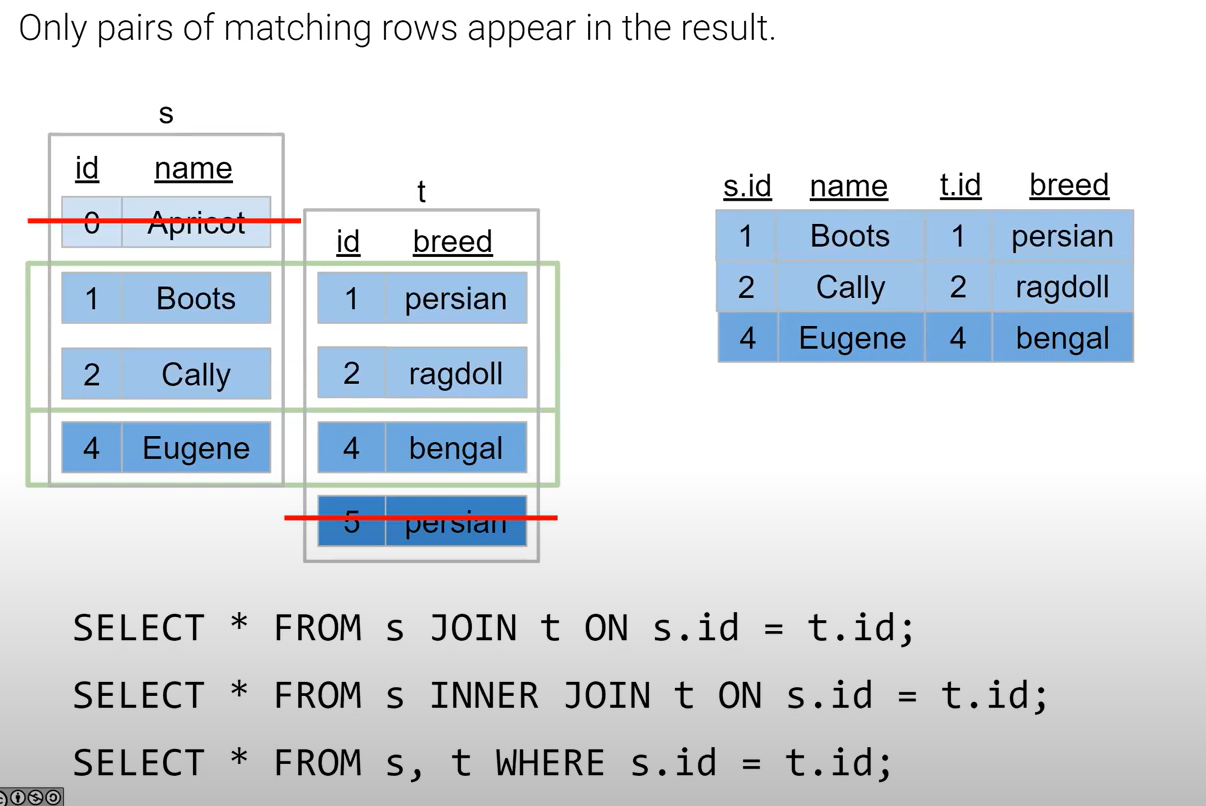 Only pairs of matching rows appear in the result.
s
id name
0 Apricot
1 Boots
2 Cally
4 Eugene
t
id breed
1 persian
2 ragdoll
4 bengal
5 persian
s.id name t.id breed
1 Boots 1 persian
2 Cally 2 ragdoll
4 Eugene 4 bengal
SELECT * FROM s JOIN t ON s.id = t.id;
SELECT * FROM s INNER JOIN t ON s.id = t.id;
SELECT * FROM s, t WHERE s.id = t.id;